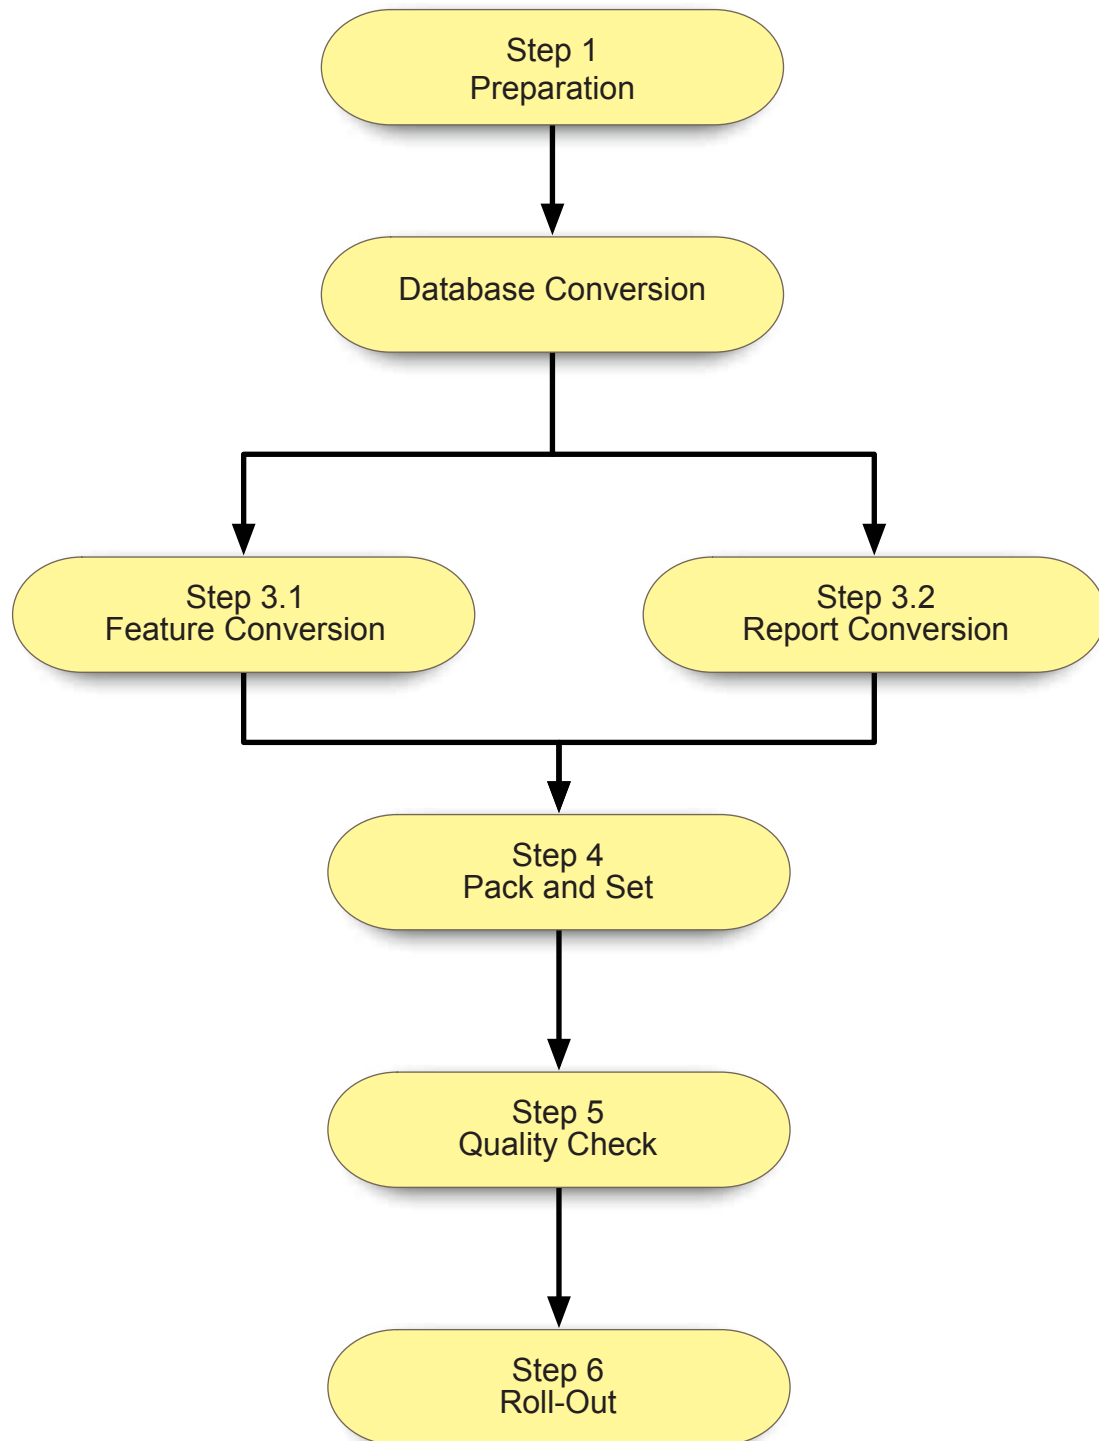 Step 1
Preparation
Database Conversion
Step 3.1
Feature Conversion
Step 3.2
Report Conversion
Step 4
Pack and Set
Step 5
Quality Check
Step 6
Roll-Out